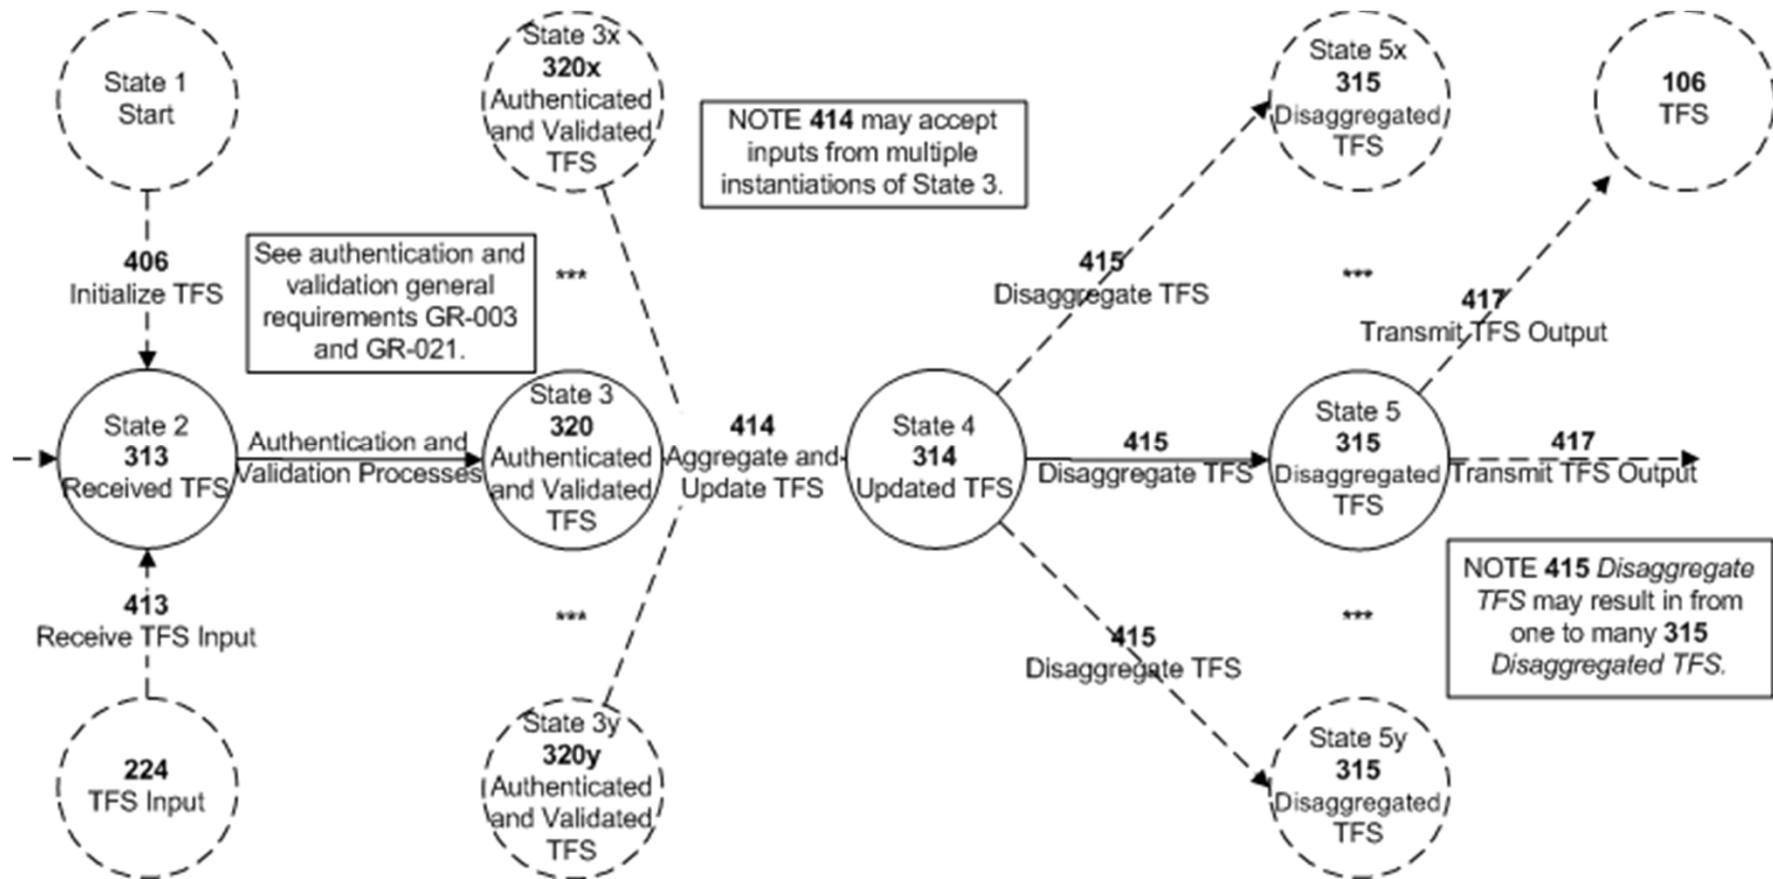 State 1
Start
State 3x
320x
Authenticated
and Validated
TFS
NOTE 414 may accept
inputs from multiple
instantiations of State 3.
State 5x
315
Disaggregated
TFS
106
TFS
406
Initialize TFS
See authentication and
validation general
requirements GR-003
and GR-021.
***
415
Disaggregate TFS
***
417
Transmit TFS Output
State 2
313
Received TFS
Authentication and
Validation Processes
State 3
320
Authenticated
and Validated
TFS
414
Aggregate and
Update TFS
State 4
314
Updated TFS
415
Disaggregate TFS
State 5
315
Disaggregated
TFS
417
Transmit TFS Output
413
Receive TFS Input
***
415
Disaggregate TFS
***
NOTE 415 Disaggregate
TFS may result in from
one to many 315
Disaggregated TFS.
224
TFS Input
State 3y
320y
Authenticated
and Validated
TFS
State 5y
315
Disaggregated
TFS